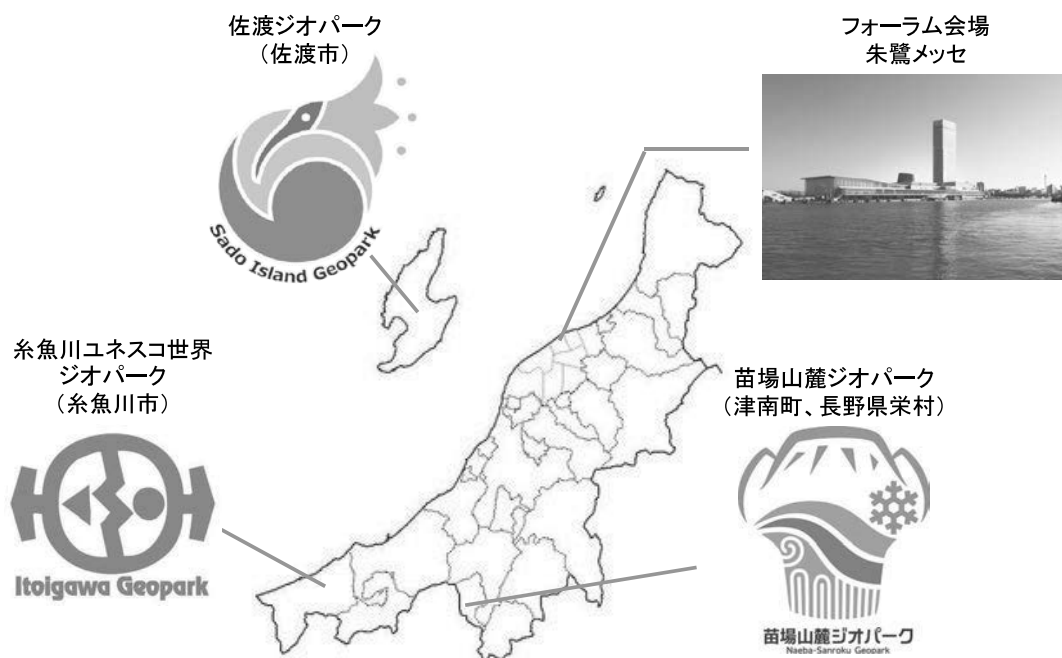 佐渡ジオパーク
(佐渡市)
Sado Island Geopark
フォーラム会場
朱鷺メッセ
糸魚川ユネスコ世界
ジオパーク
(糸魚川市)
Itoigawa Geopark
苗場山麓ジオパーク
(津南町、長野県栄村)
苗場山麓ジオパーク
Naeba-Sanroku Geopark